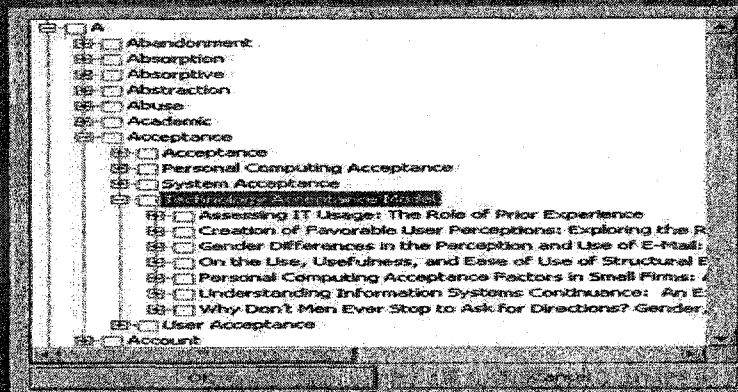 A
Abandonment
Absorption
Absorptive
Abstraction
Abuse
Academic
Acceptance
Acceptance
Personal Computing Acceptance
System Acceptance
Technology Acceptance Model
Assessing IT Usage: The Role of Prior Experience
Creation of Favorable User Perceptions: Exploring the R
Gender Differences in the Perception and Use of E-Mail:
On the Use, Usefulness, and Ease of Use of Structural E
Personal Computing Acceptance Factors in Small Firms: A
Understanding Information Systems Continuance: An E
Why Don't Men Ever Stop to Ask for Directions? Gender,
User Acceptance
Account
OK Cancel